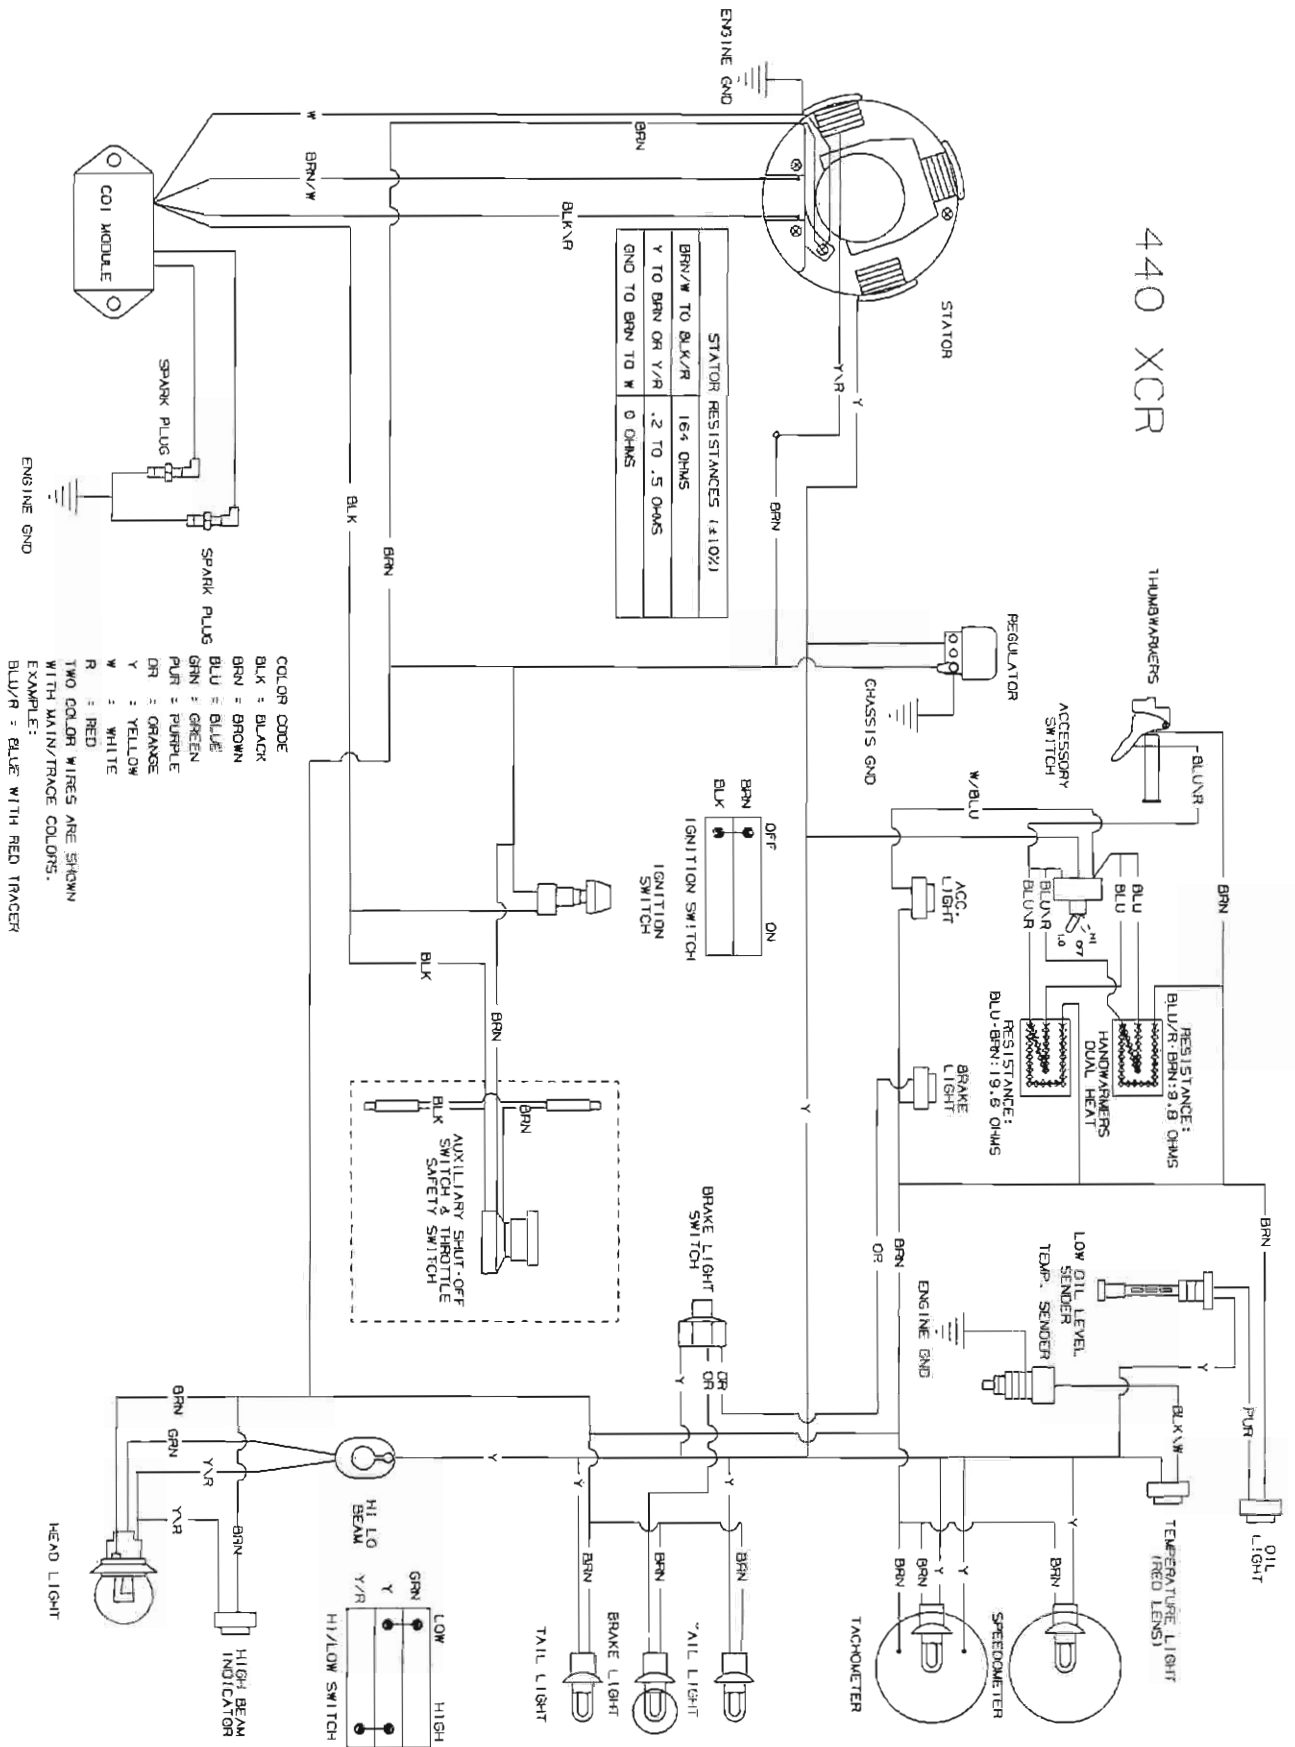 440 XCR
ENGINE GND
STATOR
W
BRN
BRN/W
BLK\R
Y\R
Y
CDI MODULE
SPARK PLUG
SPARK PLUG
ENGINE GND
BLK
BRN
BRN
STATOR RESISTANCES (±10%)
BRN/W TO BLK/R 164 OHMS
Y TO BRN OR Y/R .2 TO .5 OHMS
GND TO BRN TO W 0 OHMS
COLOR CODE
BLK = BLACK
BRN = BROWN
BLU = BLUE
GRN = GREEN
PUR = PURPLE
OR = ORANGE
Y = YELLOW
W = WHITE
R = RED
TWO COLOR WIRES ARE SHOWN
WITH MAIN/TRACE COLORS.
EXAMPLE:
BLU/R = BLUE WITH RED TRACER
REGULATOR
CHASSIS GND
THUMBWARMERS
ACCESSORY
SWITCH
BLU\R
W/BLU
BRN
BLU
BLU
BLU\R
BLU\R
HI
LO
ACC.
LIGHT
OFF ON
BRN
BLK
IGNITION SWITCH
IGNITION
SWITCH
RESISTANCE:
BLU/R-BRN:9.8 OHMS
HANDWARMERS
DUAL HEAT
RESISTANCE:
BLU-BRN:19.6 OHMS
BRAKE
LIGHT
BLK
BRN
Y
BRN
BLK
AUXILIARY SHUT-OFF
SWITCH & THROTTLE
SAFETY SWITCH
BRAKE LIGHT
SWITCH
OR
BRN
BRN
LOW OIL LEVEL
SENDER
TEMP. SENDER
ENGINE GND
Y
OR
OR
Y
BLK\W
PUR
BRN
GRN
Y\R
Y\R
BRN
HI LO
BEAM
Y
Y
Y
Y
Y
Y
OIL
LIGHT
TEMPERATURE LIGHT
(RED LENS)
BRN
BRN
BRN
BRN
BRN
BRN
SPEEDOMETER
TACHOMETER
TAIL LIGHT
BRAKE LIGHT
TAIL LIGHT
HEAD LIGHT
HIGH BEAM
INDICATOR
LOW HIGH
GRN
Y
Y/R
HI/LOW SWITCH